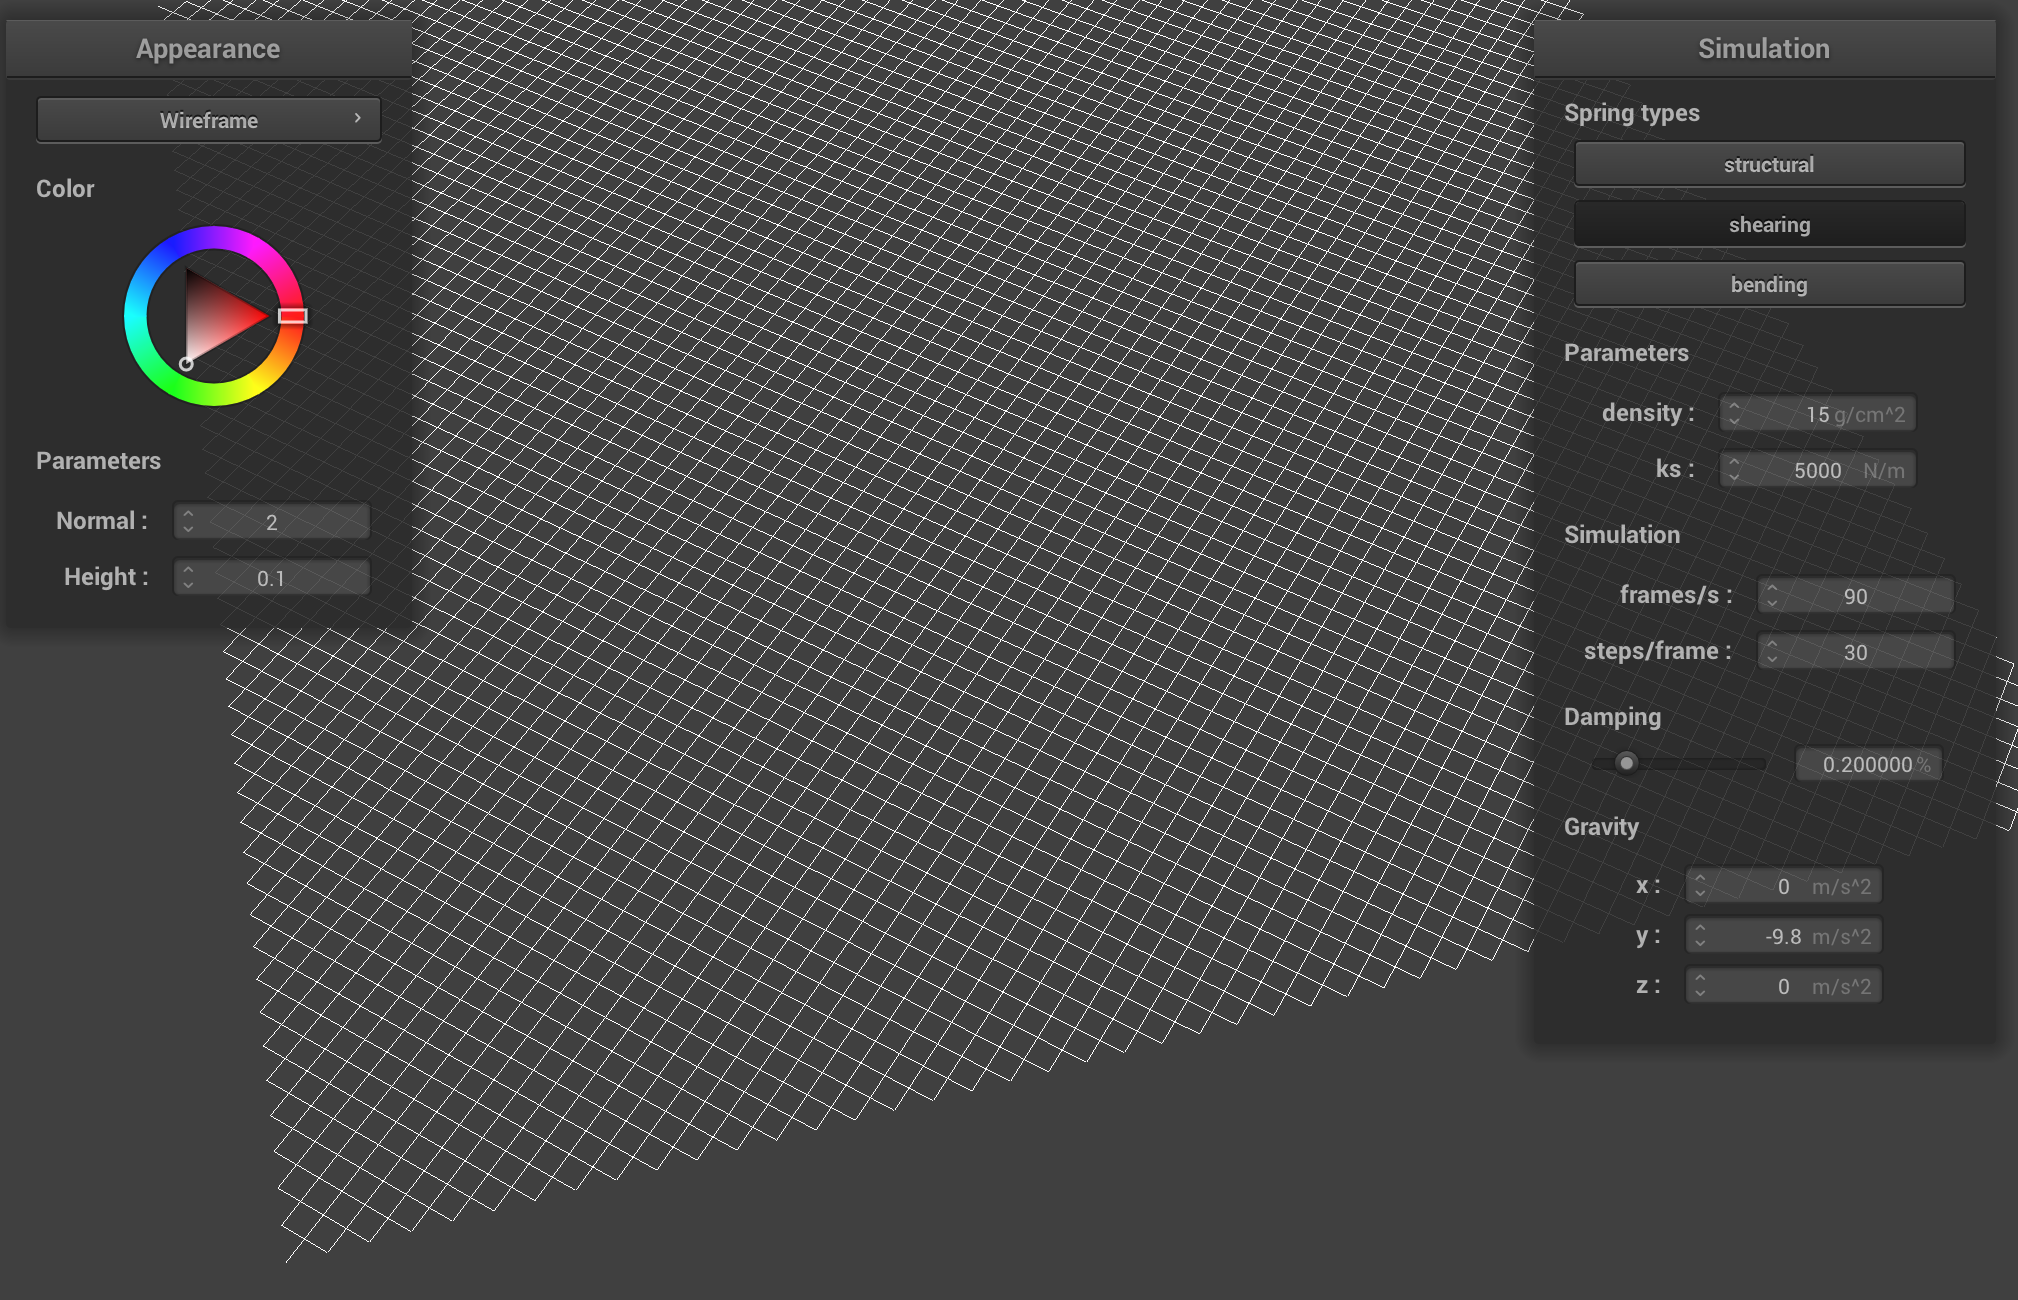 Appearance
Wireframe
Color
Parameters
Normal : 2
Height : 0.1
Simulation
Spring types
structural
shearing
bending
Parameters
density : 15 g/cm^2
ks : 5000 N/m
Simulation
frames/s : 90
steps/frame : 30
Damping
0.200000 %
Gravity
x : 0 m/s^2
y : -9.8 m/s^2
z : 0 m/s^2